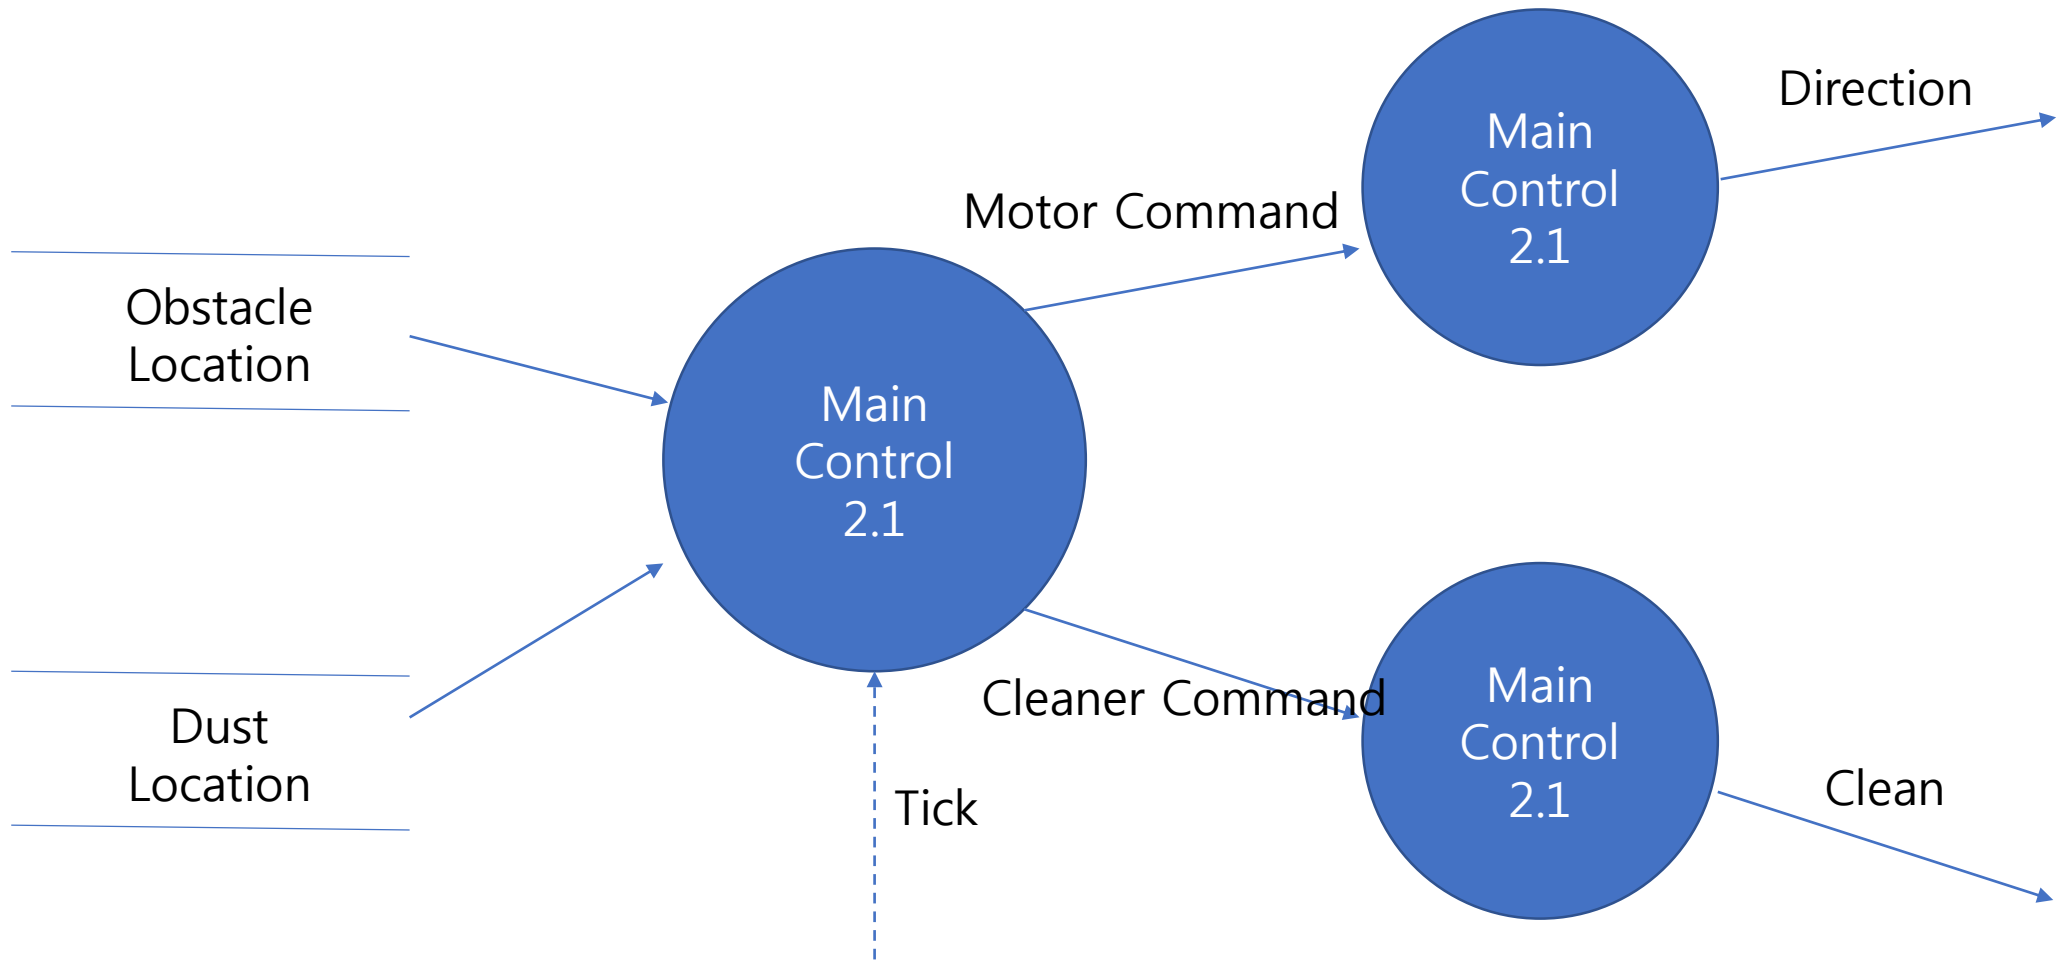 Obstacle
Location
Dust
Location
Main
Control
2.1
Tick
Motor Command
Cleaner Command
Main
Control
2.1
Direction
Main
Control
2.1
Clean